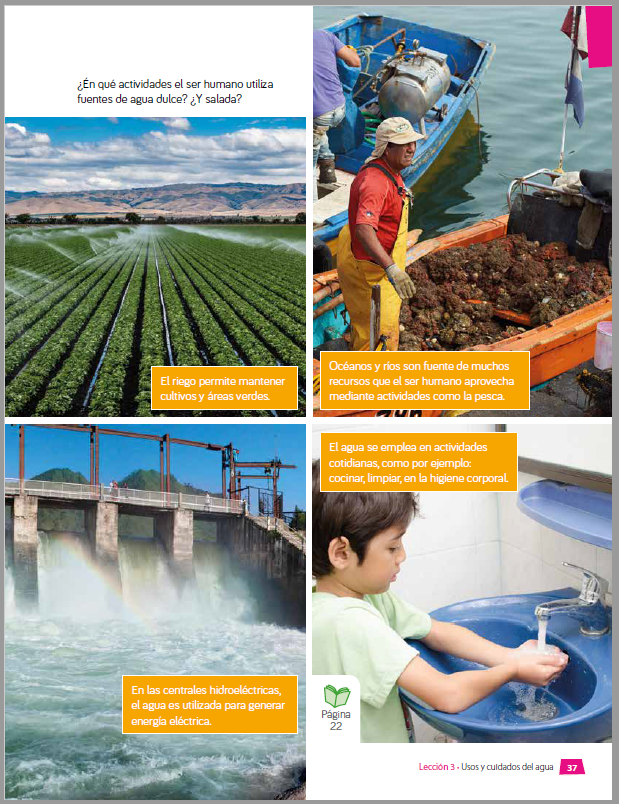 ¿Én qué actividades el ser humano utiliza
fuentes de agua dulce? ¿Y salada?
El riego permite mantener
cultivos y áreas verdes.
Océanos y ríos son fuente de muchos
recursos que el ser humano aprovecha
mediante actividades como la pesca.
En las centrales hidroeléctricas,
el agua es utilizada para generar
energía eléctrica.
El agua se emplea en actividades
cotidianas, como por ejemplo:
cocinar, limpiar, en la higiene corporal.
Página
22
Lección 3 • Usos y cuidados del agua 37